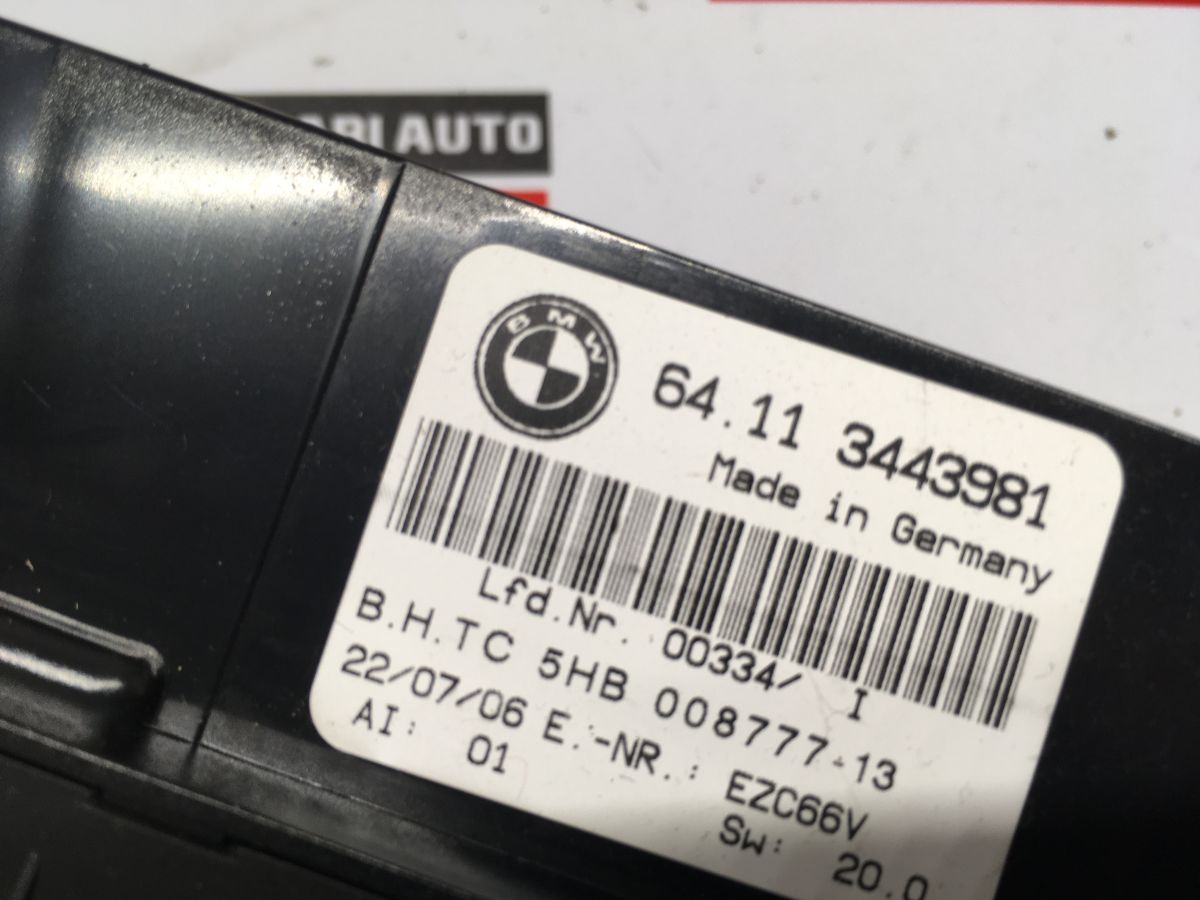 AUTO
BMW
64.11 3443981
Made in Germany
Lfd.Nr. 00334/ I
B.H.TC 5HB 008777-13
22/07/06 E.-NR.: EZC66V
AI: 01 SW: 20.0